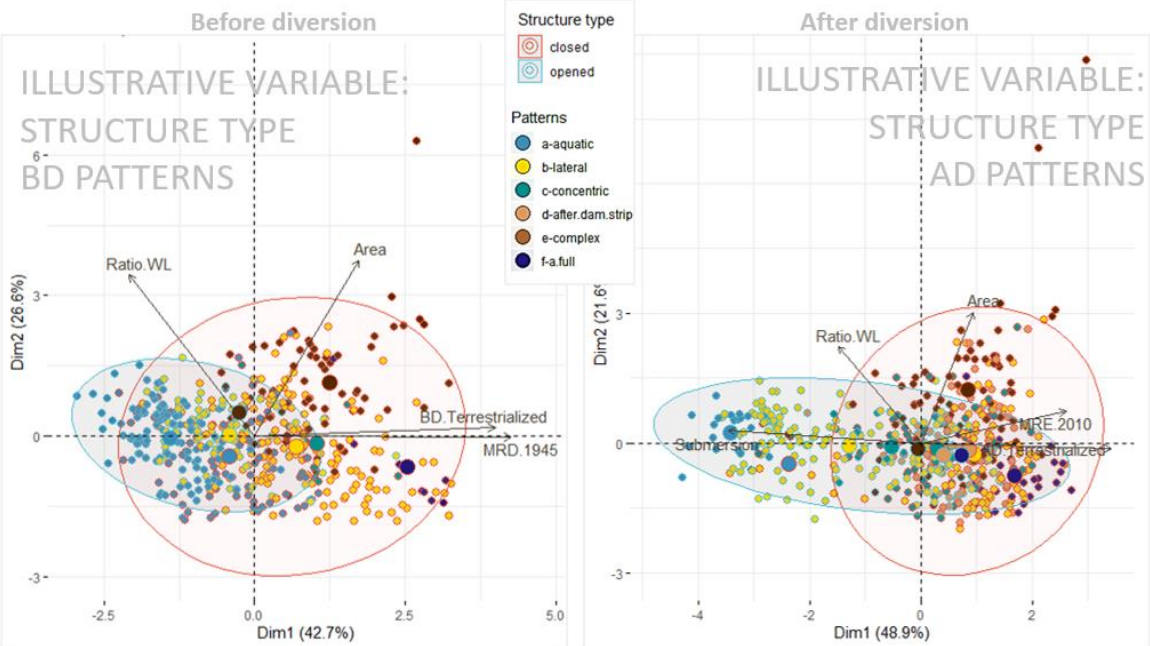 Before diversion
After diversion
ILLUSTRATIVE VARIABLE:
STRUCTURE TYPE
BD PATTERNS
Structure type
closed
opened
Patterns
a-aquatic
b-lateral
c-concentric
d-after.dam.strip
e-complex
f-a.full
ILLUSTRATIVE VARIABLE:
STRUCTURE TYPE
AD PATTERNS
Dim2 (26.6%)
6
3
0
-3
Ratio.WL
Area
BD.Terrestrialized
MRD.1945
-2.5
0.0
2.5
5.0
Dim1 (42.7%)
Dim2 (21.6
3
0
-3
Area
Ratio.WL
MRE.2010
Submersion
.Terrestrialized
-4
-2
0
2
Dim1 (48.9%)